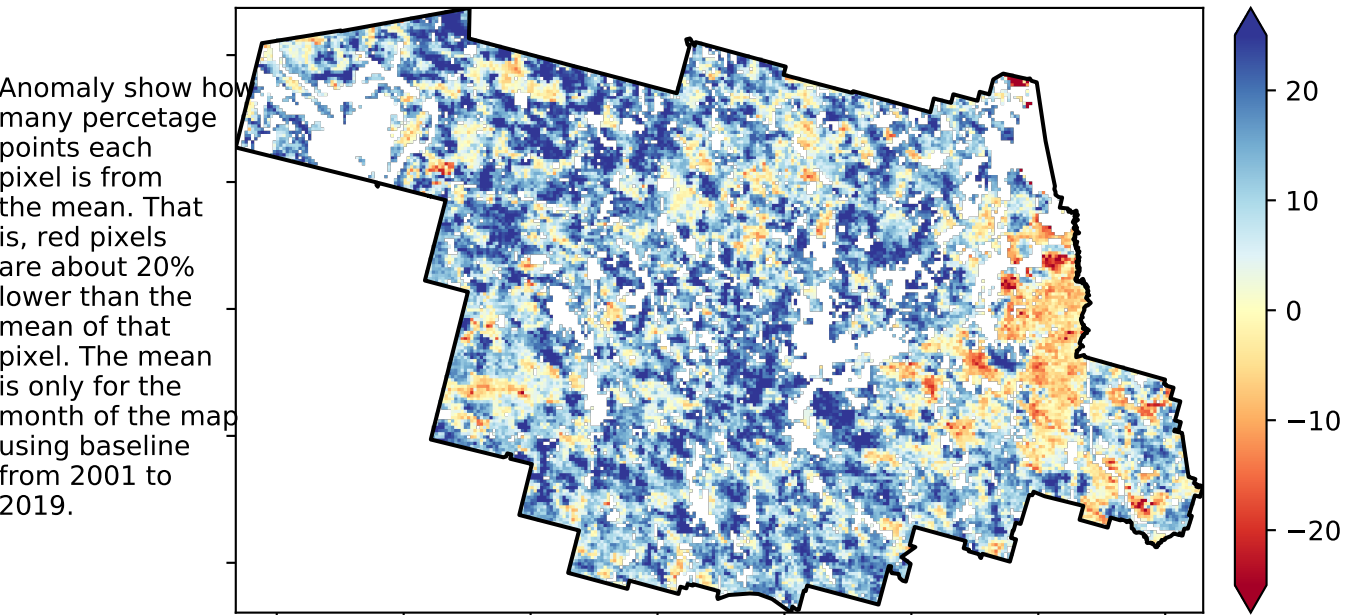 Anomaly show how
many percetage
points each
pixel is from
the mean. That
is, red pixels
are about 20%
lower than the
mean of that
pixel. The mean
is only for the
month of the map
using baseline
from 2001 to
2019.
20
10
0
−10
−20